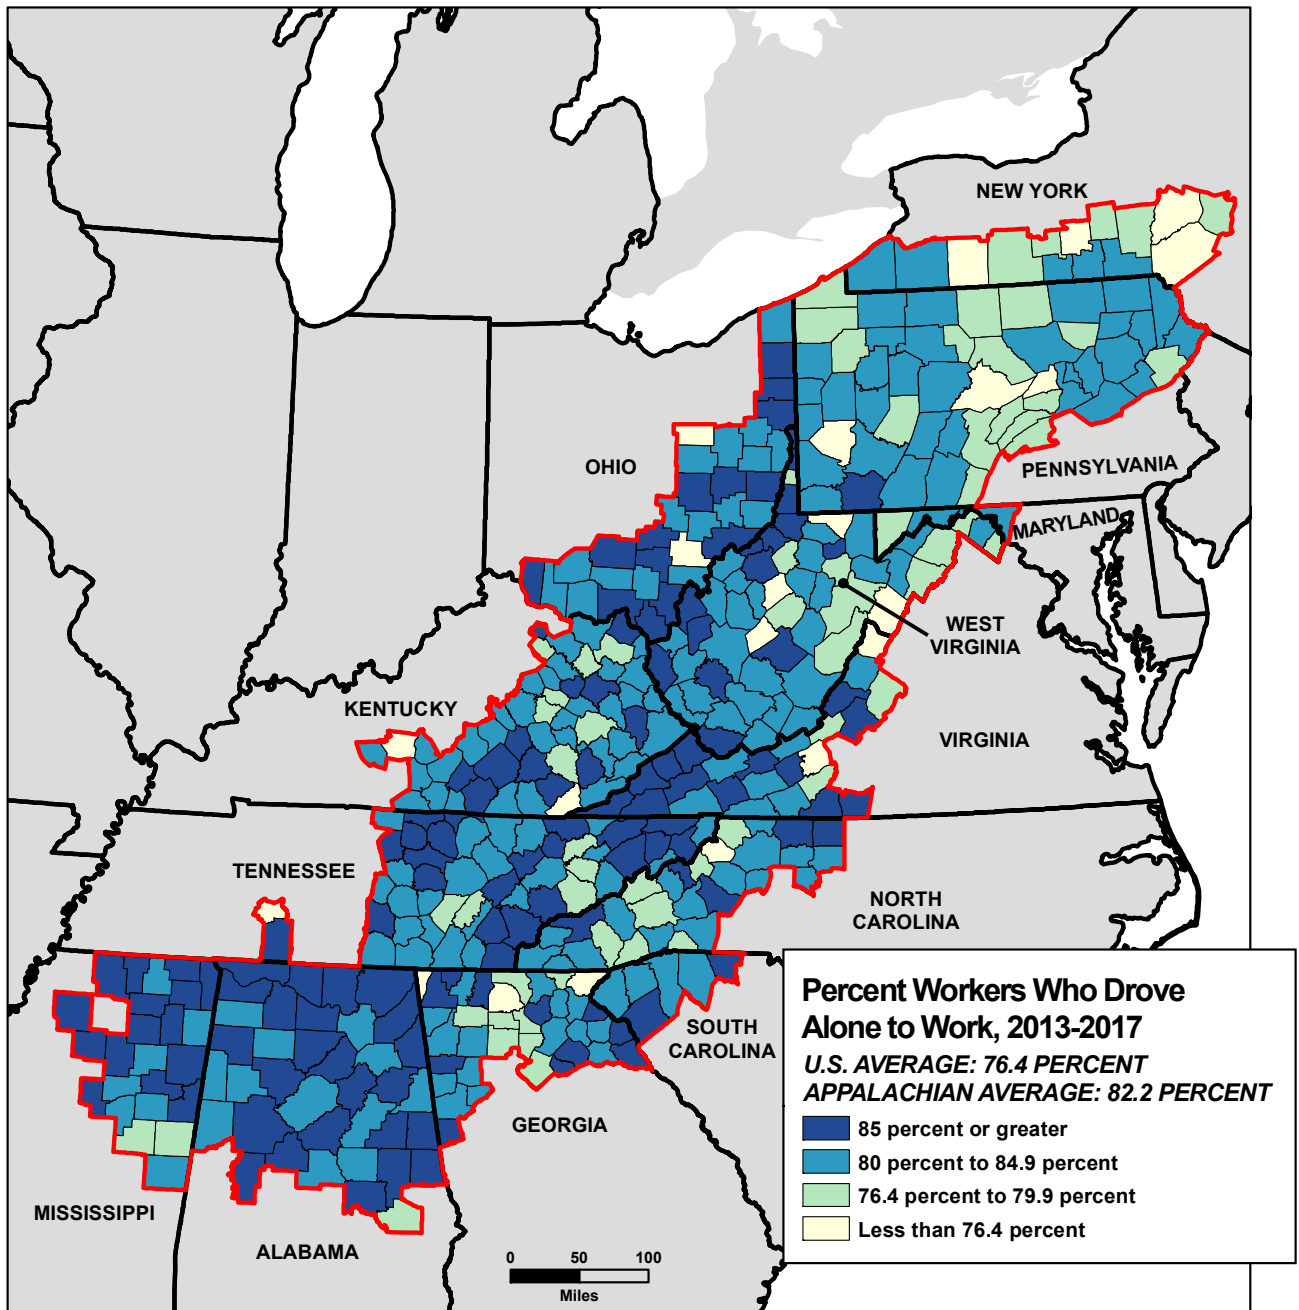 NEW YORK
OHIO
PENNSYLVANIA
MARYLAND
WEST
VIRGINIA
KENTUCKY
VIRGINIA
TENNESSEE
NORTH
CAROLINA
SOUTH
CAROLINA
GEORGIA
MISSISSIPPI
ALABAMA
0 50 100
Miles
Percent Workers Who Drove
Alone to Work, 2013-2017
U.S. AVERAGE: 76.4 PERCENT
APPALACHIAN AVERAGE: 82.2 PERCENT
85 percent or greater
80 percent to 84.9 percent
76.4 percent to 79.9 percent
Less than 76.4 percent